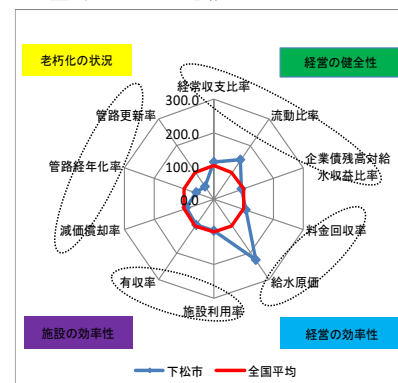 老朽化の状況
経営の健全性
経常収支比率
300.0
管路更新率
流動比率
200.0
管路経年化率
企業債残高対給
水収益比率
100.0
0.0
減価償却率
料金回収率
有収率
給水原価
施設利用率
施設の効率性
経営の効率性
下松市
全国平均